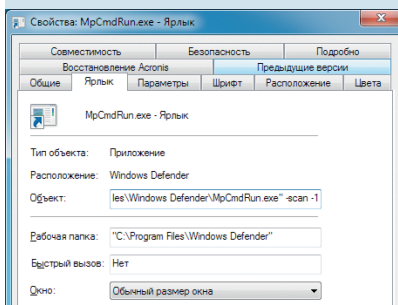 Свойства: MpCmdRun.exe - Ярлык
Совместимость Безопасность Подробно
Восстановление Acronis Предыдущие версии
Общие Ярлык Параметры Шрифт Расположение Цвета
MpCmdRun.exe - Ярлык
Тип объекта: Приложение
Расположение: Windows Defender
Объект: les\Windows Defender\MpCmdRun.exe" -scan -1
Рабочая папка: "C:\Program Files\Windows Defender"
Быстрый вызов: Нет
Окно: Обычный размер окна